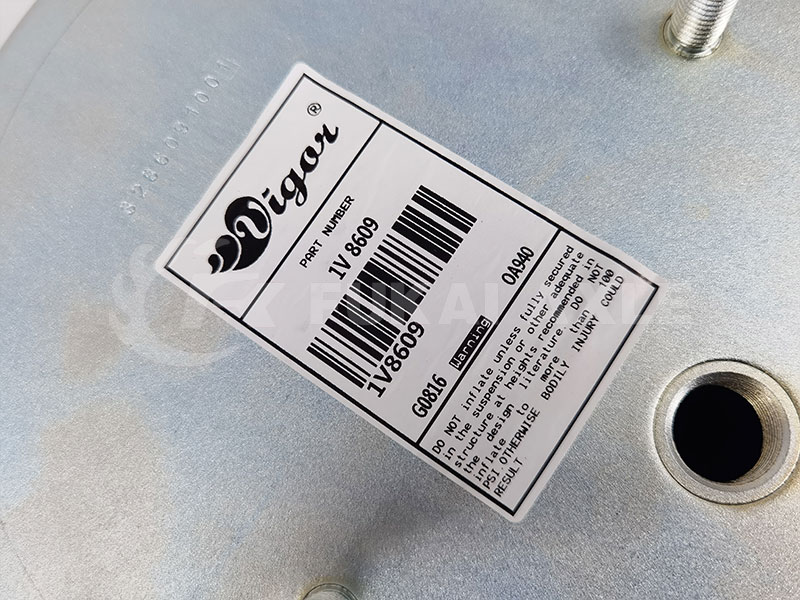 Vigor®
PART NUMBER
1V 8609
1V8609
G0816 Warning OA940
DO NOT inflate unless fully secured
in the suspension or other adequate
structure at heights recommended in
the design literature DO NOT
inflate to more than 100
PSI.OTHERWISE BODILY INJURY COULD
RESULT.